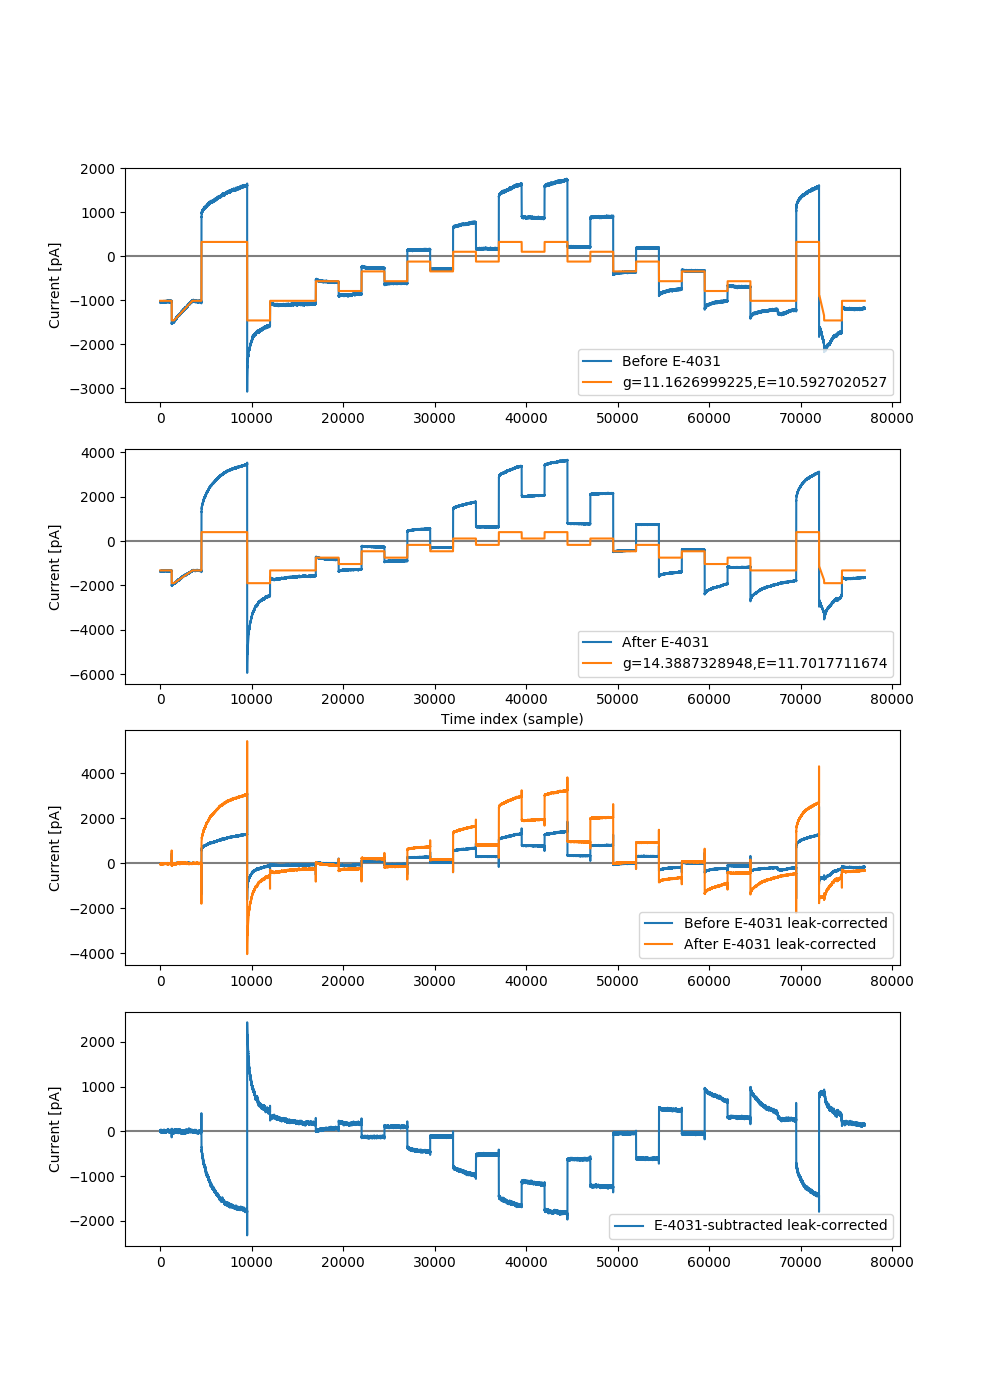 2000
1000
0
−1000
−2000
−3000
Current [pA]
Before E-4031
g=11.1626999225,E=10.5927020527
0 10000 20000 30000 40000 50000 60000 70000 80000
4000
2000
0
−2000
−4000
−6000
Current [pA]
After E-4031
g=14.3887328948,E=11.7017711674
0 10000 20000 30000 40000 50000 60000 70000 80000
Time index (sample)
4000
2000
0
−2000
−4000
Current [pA]
Before E-4031 leak-corrected
After E-4031 leak-corrected
0 10000 20000 30000 40000 50000 60000 70000 80000
2000
1000
0
−1000
−2000
Current [pA]
E-4031-subtracted leak-corrected
0 10000 20000 30000 40000 50000 60000 70000 80000